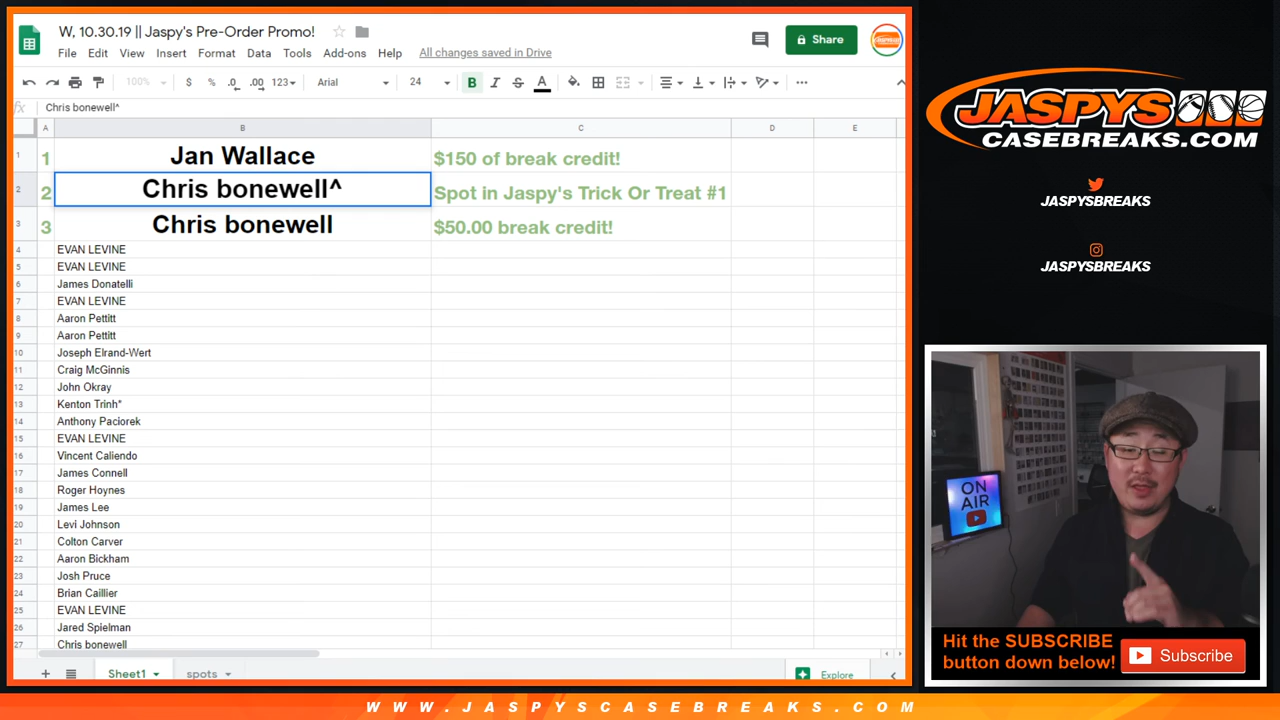 W, 10.30.19 || Jaspy's Pre-Order Promo!
File Edit View Insert Format Data Tools Add-ons Help All changes saved in Drive
Share
100% $ % .0 .00 123 Arial 24 B I S A
fx Chris bonewell^
A B C D E
1 1 Jan Wallace $150 of break credit!
2 2 Chris bonewell^ Spot in Jaspy's Trick Or Treat #1
3 3 Chris bonewell $50.00 break credit!
4 EVAN LEVINE
5 EVAN LEVINE
6 James Donatelli
7 EVAN LEVINE
8 Aaron Pettitt
9 Aaron Pettitt
10 Joseph Elrand-Wert
11 Craig McGinnis
12 John Okray
13 Kenton Trinh*
14 Anthony Paciorek
15 EVAN LEVINE
16 Vincent Caliendo
17 James Connell
18 Roger Hoynes
19 James Lee
20 Levi Johnson
21 Colton Carver
22 Aaron Bickham
23 Josh Pruce
24 Brian Caillier
25 EVAN LEVINE
26 Jared Spielman
27 Chris bonewell
Sheet1 spots Explore
JASPYS
CASEBREAKS.COM
JASPYSBREAKS
JASPYSBREAKS
ON
AIR
Hit the SUBSCRIBE
button down below!
Subscribe
WWW.JASPYSCASEBREAKS.COM